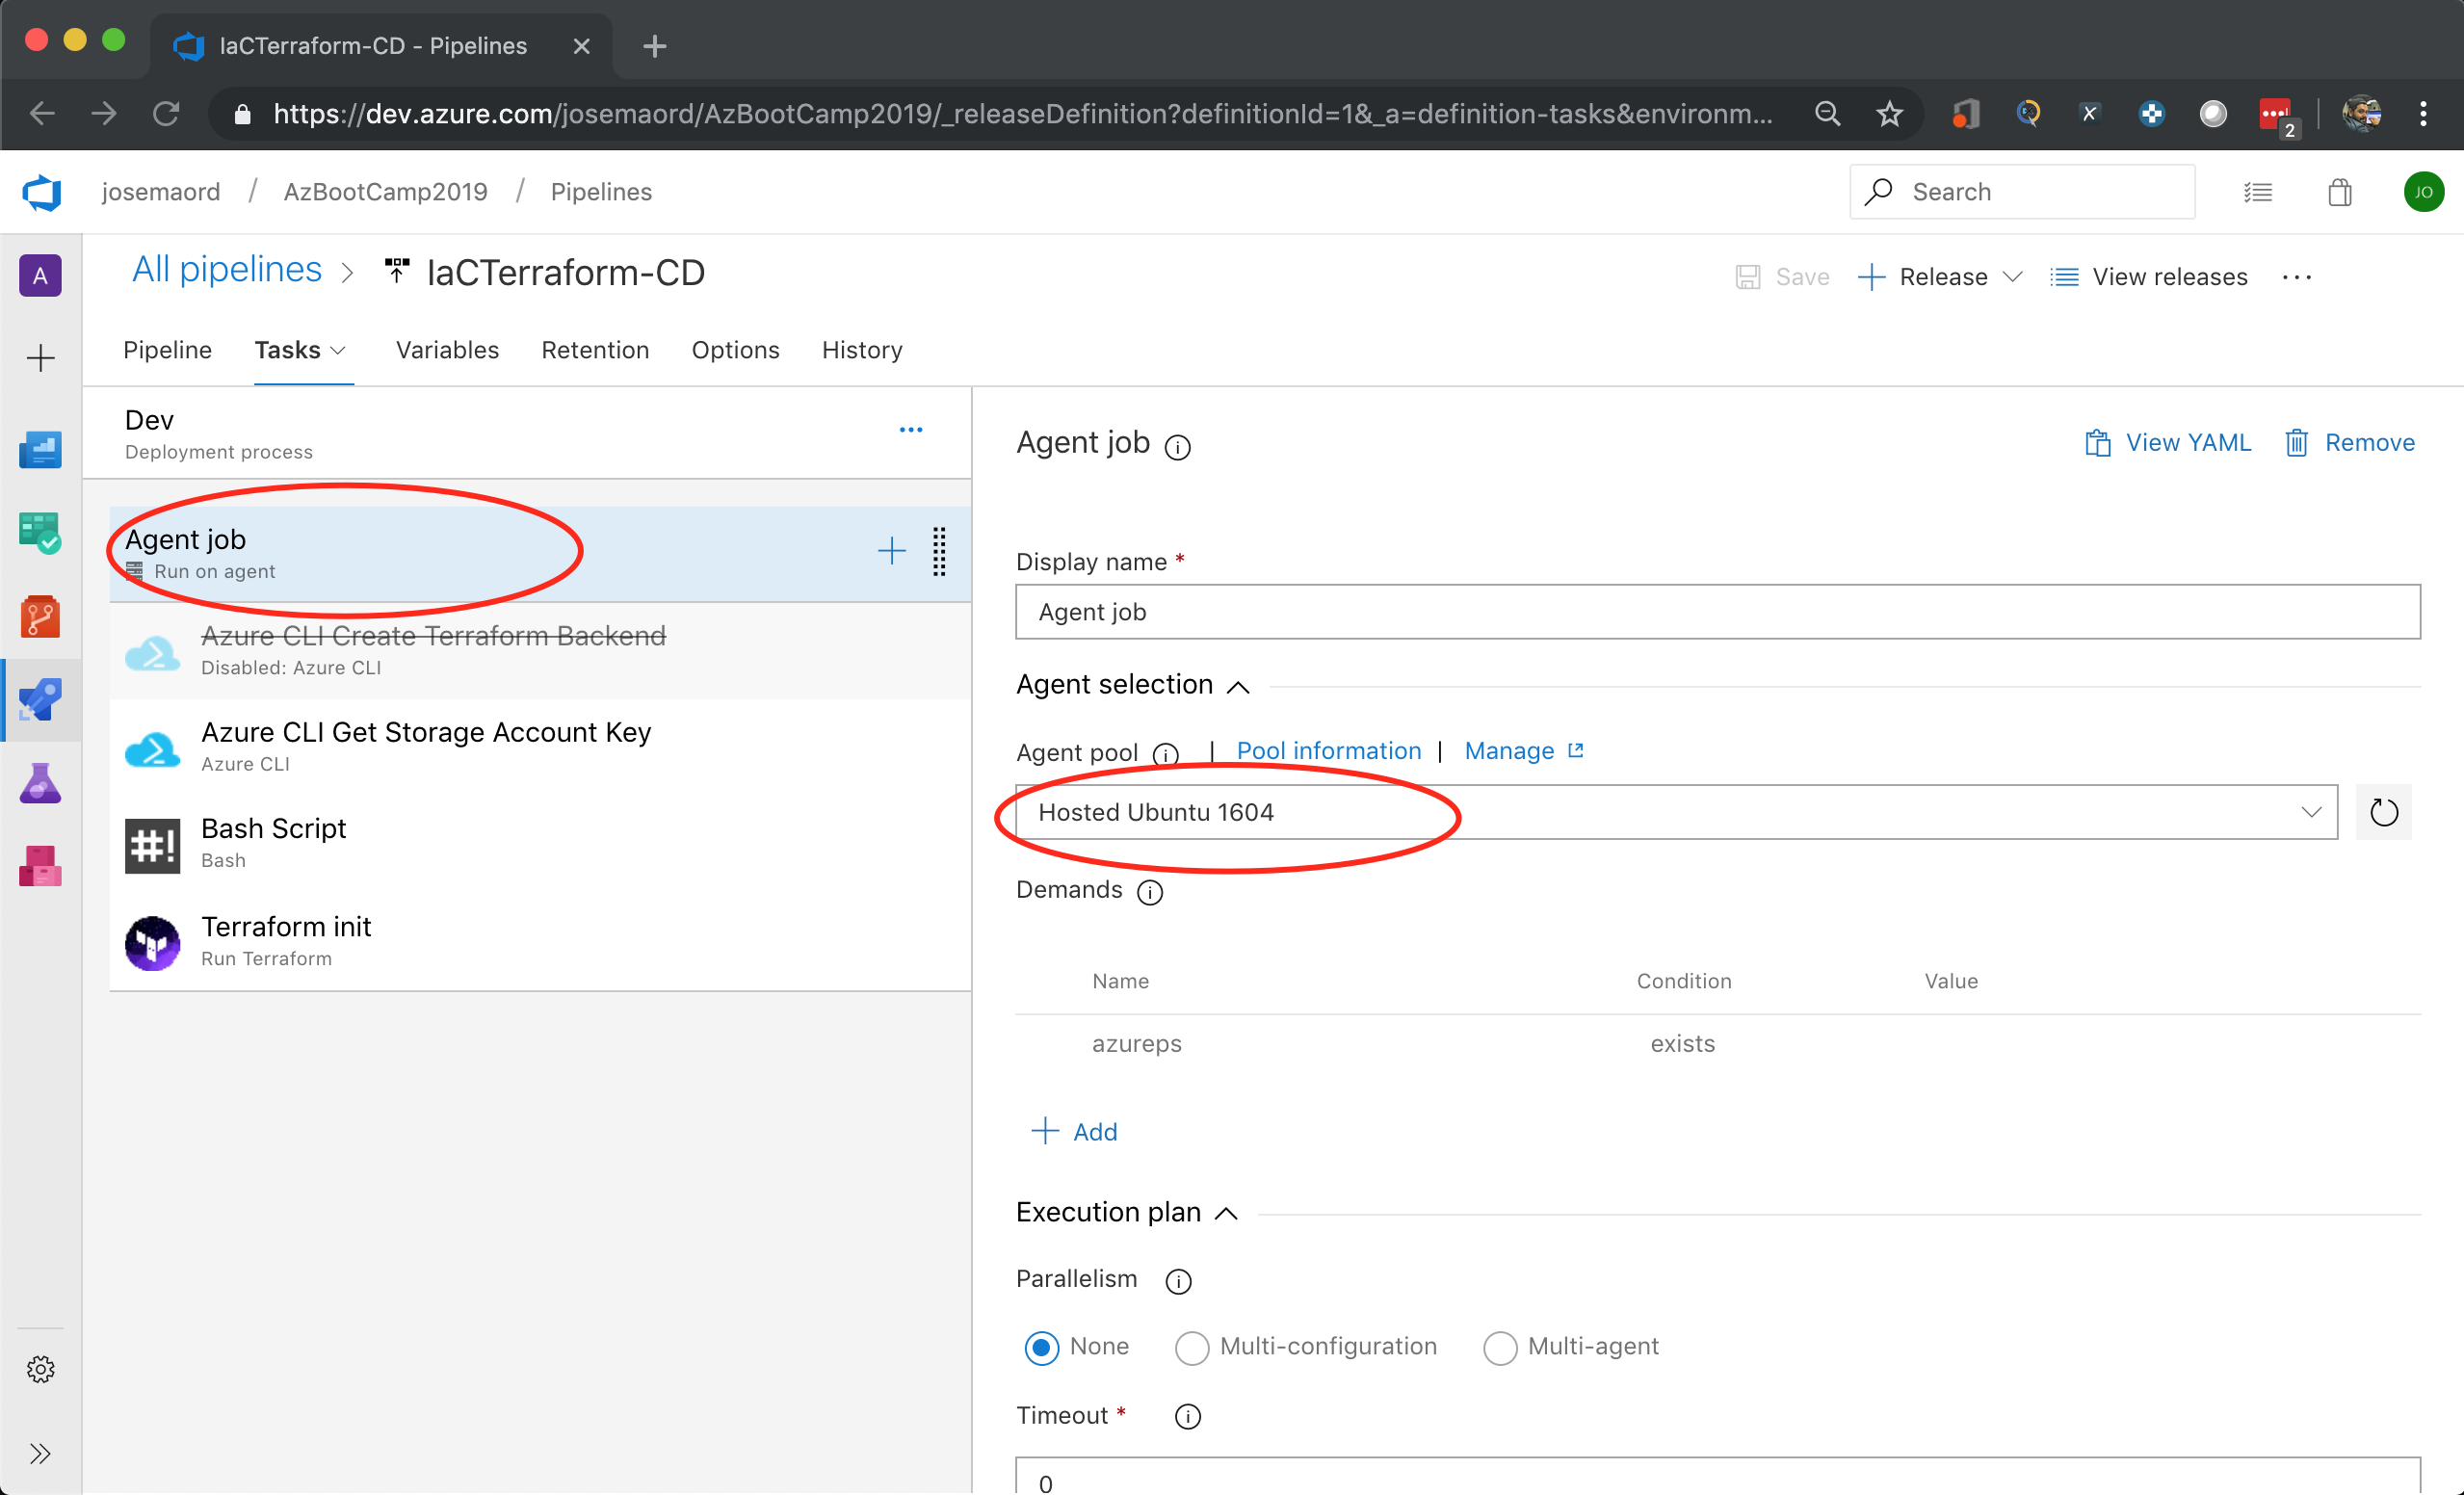 IaCTerraform-CD - Pipelines
https://dev.azure.com/josemaord/AzBootCamp2019/_releaseDefinition?definitionId=1&_a=definition-tasks&environm...
2
josemaord / AzBootCamp2019 / Pipelines
Search
JO
A
All pipelines
IaCTerraform-CD
Save
Release
View releases
Pipeline
Tasks
Variables
Retention
Options
History
Dev
Deployment process
Agent job
Run on agent
Azure CLI Create Terraform Backend
Disabled: Azure CLI
Azure CLI Get Storage Account Key
Azure CLI
#!
Bash Script
Bash
Terraform init
Run Terraform
Agent job
View YAML
Remove
Display name *
Agent job
Agent selection
Agent pool | Pool information | Manage
Hosted Ubuntu 1604
Demands
Name Condition Value
azureps exists
Add
Execution plan
Parallelism
None Multi-configuration Multi-agent
Timeout *
0